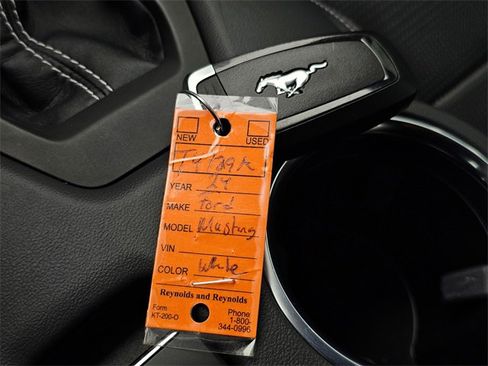 NEW USED
YEAR 24
MAKE Ford
MODEL Mustang
VIN
COLOR White
Reynolds and Reynolds
Form Phone
KT-200-O 1-800-
344-0996